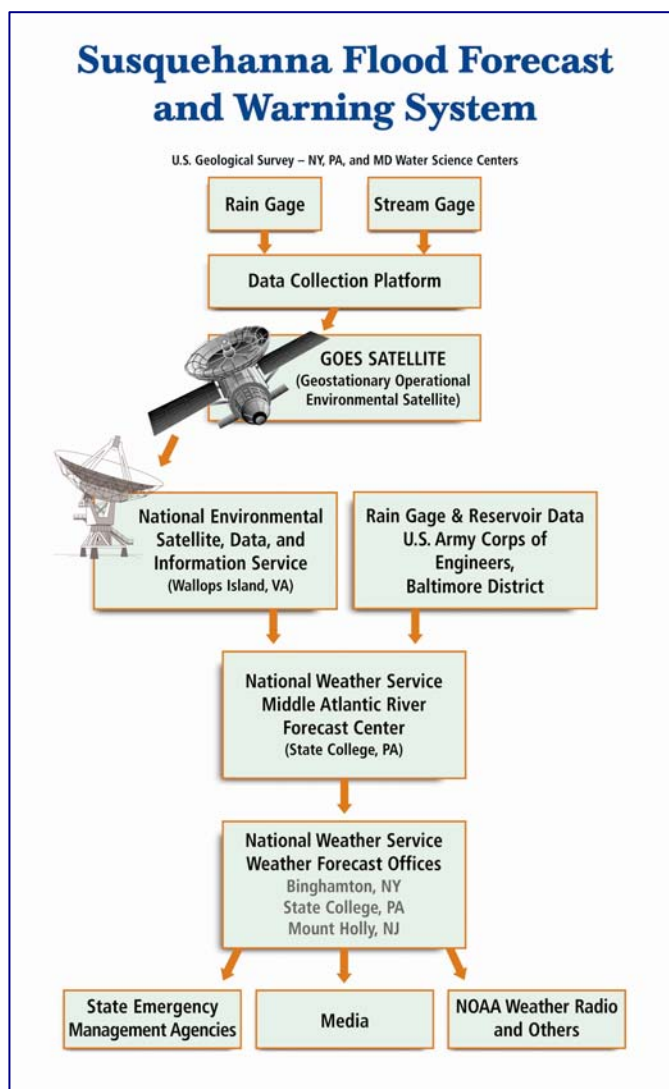 Susquehanna Flood Forecast
and Warning System
U.S. Geological Survey – NY, PA, and MD Water Science Centers
Rain Gage
Stream Gage
Data Collection Platform
GOES SATELLITE
(Geostationary Operational
Environmental Satellite)
National Environmental
Satellite, Data, and
Information Service
(Wallops Island, VA)
Rain Gage & Reservoir Data
U.S. Army Corps of
Engineers,
Baltimore District
National Weather Service
Middle Atlantic River
Forecast Center
(State College, PA)
National Weather Service
Weather Forecast Offices
Binghamton, NY
State College, PA
Mount Holly, NJ
State Emergency
Management Agencies
Media
NOAA Weather Radio
and Others